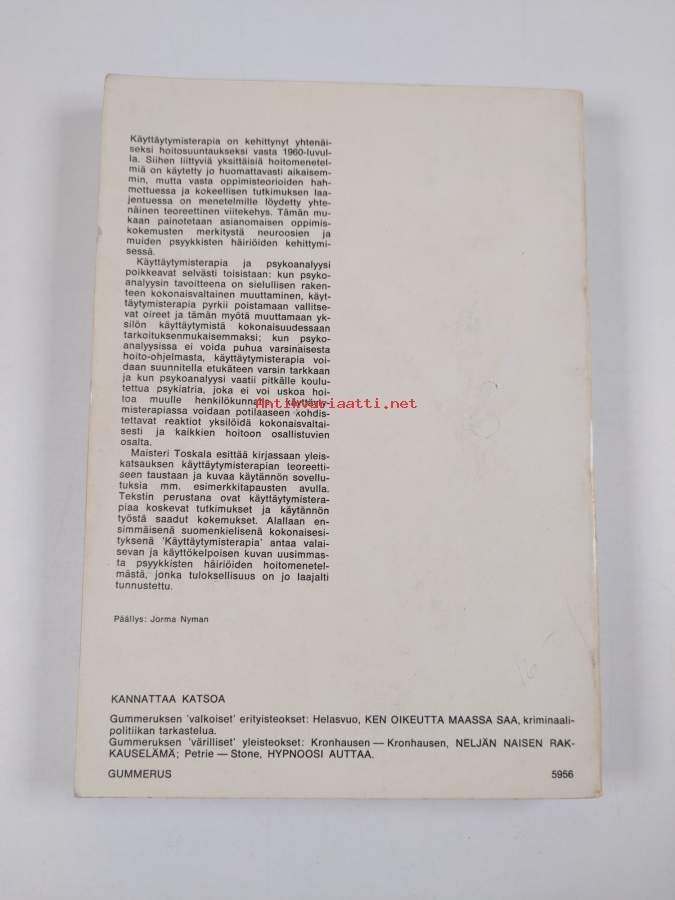 Käyttäytymisterapia on kehittynyt yhtenäi-
seksi hoitosuuntaukseksi vasta 1960-luvul-
la. Siihen liittyviä yksittäisiä hoitomenetel-
miä on käytetty jo huomattavasti aikaisem-
min, mutta vasta oppimisteorioiden hah-
mottuessa ja kokeellisen tutkimuksen laa-
jentuessa on menetelmille löydetty yhte-
näinen teoreettinen viitekehys. Tämän mu-
kaan painotetaan asianomaisen oppimis-
kokemusten merkitystä neuroosien ja
muiden psyykkisten häiriöiden kehittymi-
sessä.
Käyttäytymisterapia ja psykoanalyysi
poikkeavat selvästi toisistaan: kun psyko-
analyysin tavoitteena on sielullisen raken-
teen kokonaisvaltainen muuttaminen, käyt-
täytymisterapia pyrkii poistamaan vallitse-
vat oireet ja tämän myötä muuttamaan yk-
silön käyttäytymistä kokonaisuudessaan
tarkoituksenmukaisemmaksi; kun psyko-
analyysissa ei voida puhua varsinaisesta
hoito-ohjelmasta, käyttäytymisterapia voi-
daan suunnitella etukäteen varsin tarkkaan
ja kun psykoanalyysi vaatii pitkälle koulu-
tettua psykiatria, joka ei voi uskoa hoi-
toa muulle henkilökunnalle, käyttäyty-
Antikvariaatti.net
misterapiassa voidaan potilaaseen kohdis-
tettavat reaktiot yksilöidä kokonaisvaltai-
sesti ja kaikkien hoitoon osallistuvien
osalta.
Maisteri Toskala esittää kirjassaan yleis-
katsauksen käyttäytymisterapian teoreetti-
seen taustaan ja kuvaa käytännön sovellu-
tuksia mm. esimerkkitapausten avulla.
Tekstin perustana ovat käyttäytymistera-
piaa koskevat tutkimukset ja käytännön
työstä saadut kokemukset. Alallaan en-
simmäisenä suomenkielisenä kokonaisesi-
tyksenä 'Käyttäytymisterapia' antaa valai-
sevan ja käyttökelpoisen kuvan uusimmas-
ta psyykkisten häiriöiden hoitomenetel-
mästä, jonka tuloksellisuus on jo laajalti
tunnustettu.
Päällys: Jorma Nyman
KANNATTAA KATSOA
Gummeruksen 'valkoiset' erityisteokset: Helasvuo, KEN OIKEUTTA MAASSA SAA, kriminaali-
politiikan tarkastelua.
Gummeruksen 'värilliset' yleisteokset: Kronhausen — Kronhausen, NELJÄN NAISEN RAK-
KAUSELÄMÄ; Petrie — Stone, HYPNOOSI AUTTAA.
GUMMERUS 5956